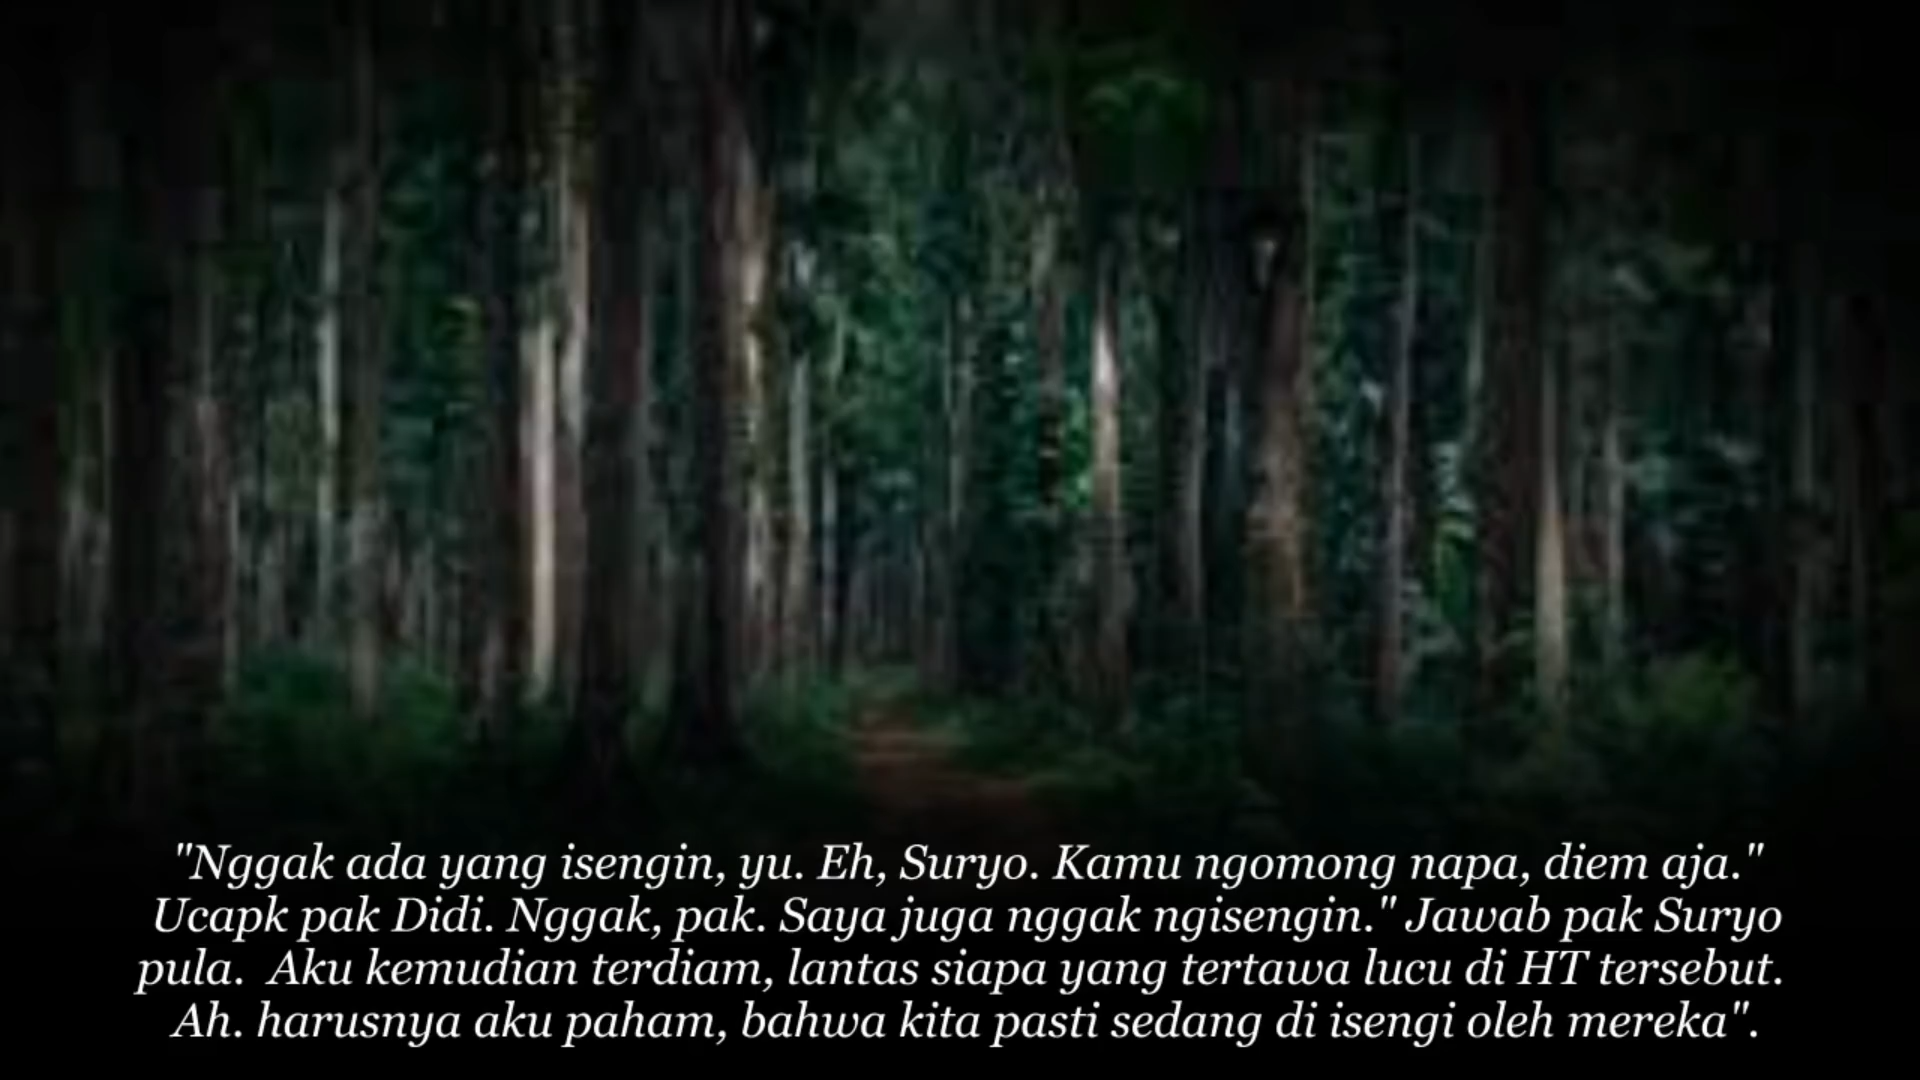 "Nggak ada yang isengin, yu. Eh, Suryo. Kamu ngomong napa, diem aja."
Ucapk pak Didi. Nggak, pak. Saya juga nggak ngisengin." Jawab pak Suryo
pula.  Aku kemudian terdiam, lantas siapa yang tertawa lucu di HT tersebut.
Ah. harusnya aku paham, bahwa kita pasti sedang di isengi oleh mereka".